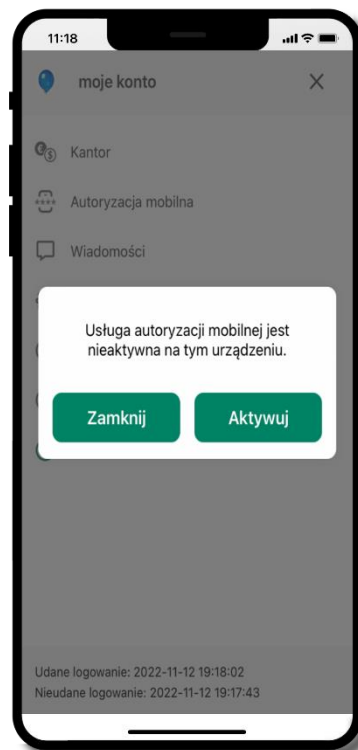 11:18
moje konto
Kantor
Autoryzacja mobilna
Wiadomości
Usługa autoryzacji mobilnej jest
nieaktywna na tym urządzeniu.
Zamknij Aktywuj
Udane logowanie: 2022-11-12 19:18:02
Nieudane logowanie: 2022-11-12 19:17:43